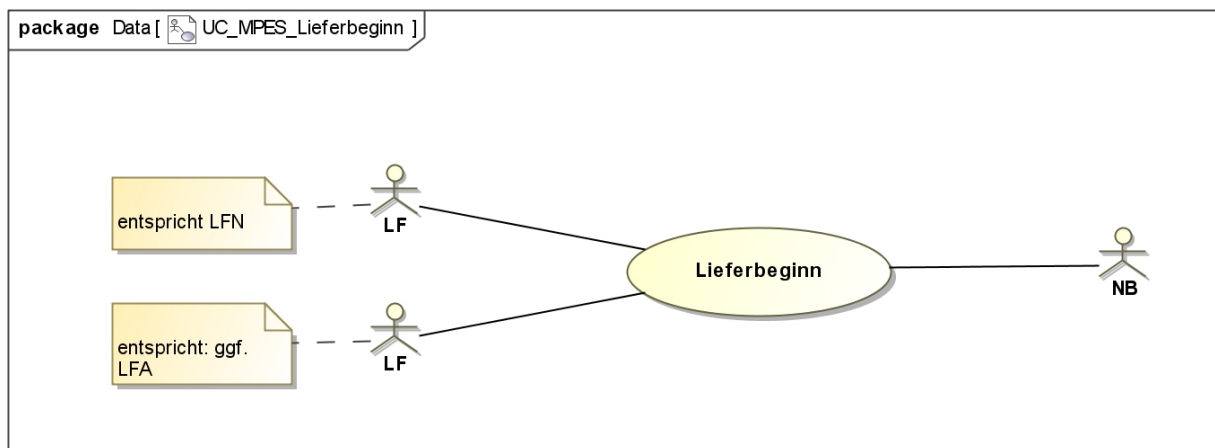 package Data [ UC_MPES_Lieferbeginn ]
entspricht LFN
LF
Lieferbeginn
NB
entspricht: ggf.
LFA
LF